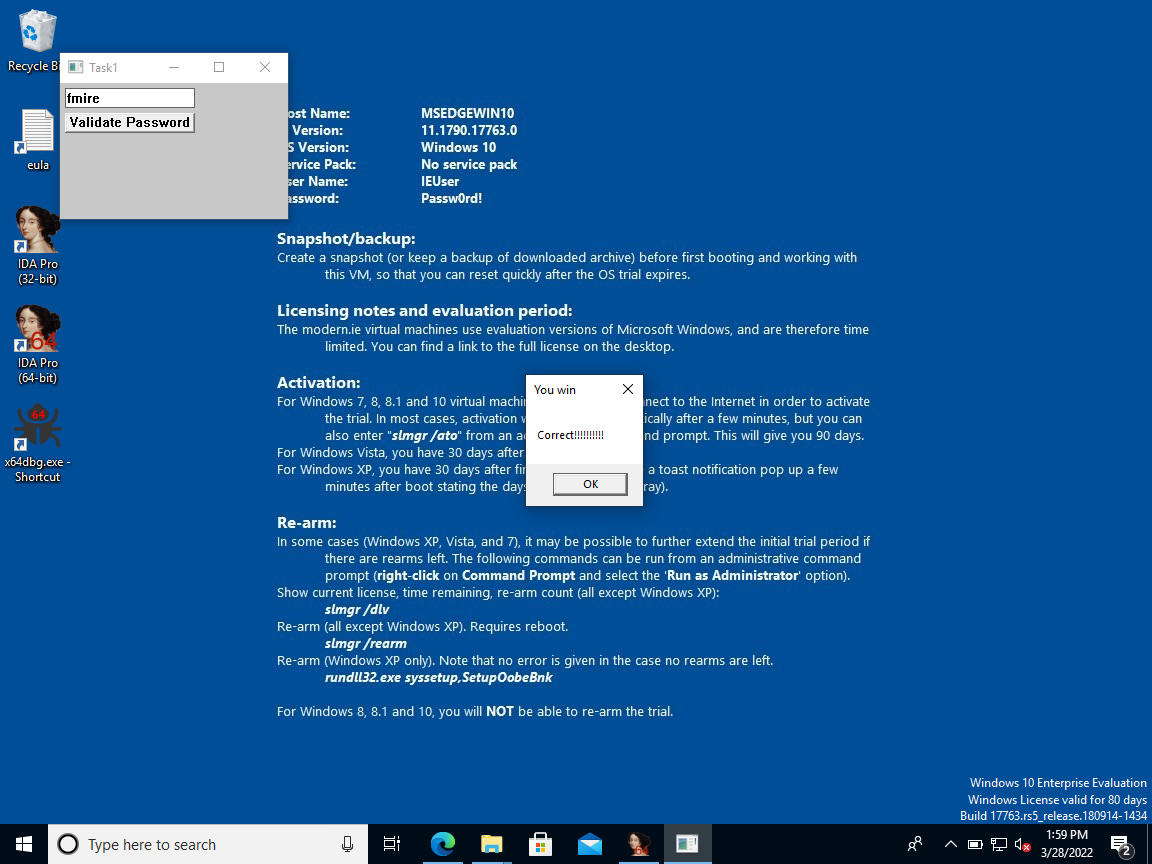 Recycle Bi
Task1
fmire
Validate Password
eula
IDA Pro
(32-bit)
64
IDA Pro
(64-bit)
64
x64dbg.exe -
Shortcut
ost Name: MSEDGEWIN10
Version: 11.1790.17763.0
S Version: Windows 10
ervice Pack: No service pack
ser Name: IEUser
assword: Passw0rd!
Snapshot/backup:
Create a snapshot (or keep a backup of downloaded archive) before first booting and working with
this VM, so that you can reset quickly after the OS trial expires.
Licensing notes and evaluation period:
The modern.ie virtual machines use evaluation versions of Microsoft Windows, and are therefore time
limited. You can find a link to the full license on the desktop.
Activation:
For Windows 7, 8, 8.1 and 10 virtual machin nnect to the Internet in order to activate
the trial. In most cases, activation w tically after a few minutes, but you can
also enter "slmgr /ato" from an ad nd prompt. This will give you 90 days.
For Windows Vista, you have 30 days after
For Windows XP, you have 30 days after fir a toast notification pop up a few
minutes after boot stating the days ray).
You win
Correct!!!!!!!!!!
OK
Re-arm:
In some cases (Windows XP, Vista, and 7), it may be possible to further extend the initial trial period if
there are rearms left. The following commands can be run from an administrative command
prompt (right-click on Command Prompt and select the 'Run as Administrator' option).
Show current license, time remaining, re-arm count (all except Windows XP):
slmgr /dlv
Re-arm (all except Windows XP). Requires reboot.
slmgr /rearm
Re-arm (Windows XP only). Note that no error is given in the case no rearms are left.
rundll32.exe syssetup,SetupOobeBnk
For Windows 8, 8.1 and 10, you will NOT be able to re-arm the trial.
Windows 10 Enterprise Evaluation
Windows License valid for 80 days
Build 17763.rs5_release.180914-1434
Type here to search
1:59 PM
3/28/2022
2